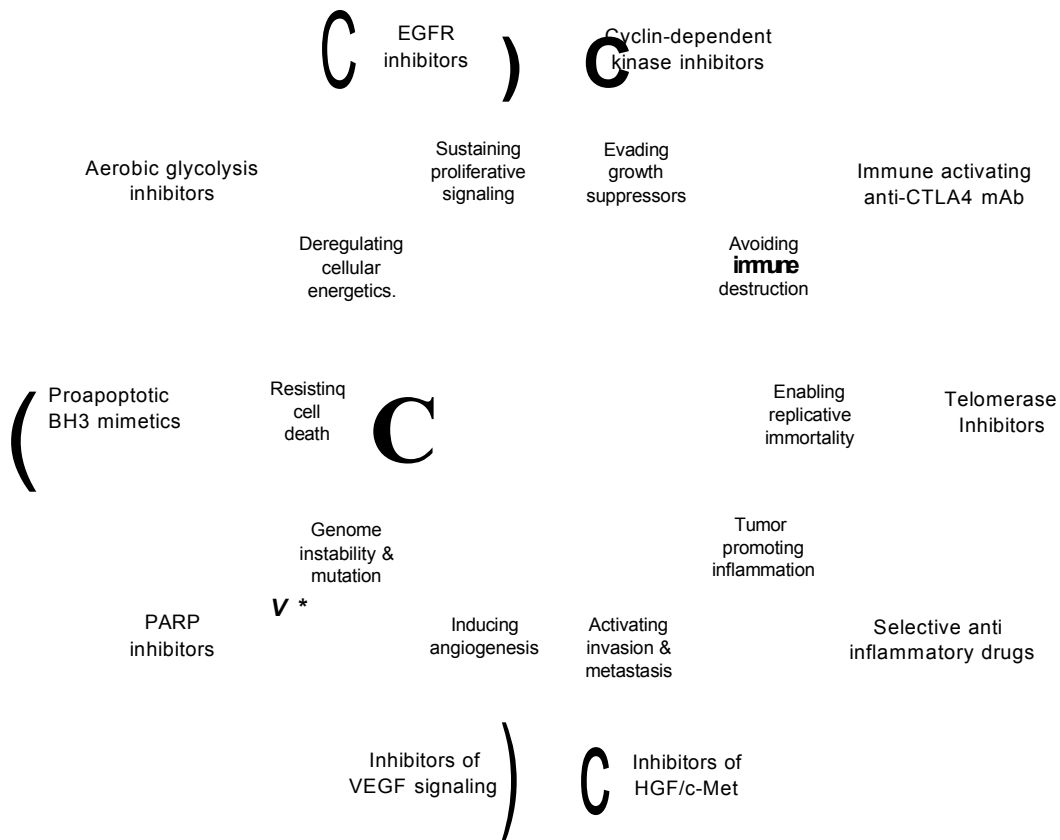 EGFR
inhibitors
Cyclin-dependent
kinase inhibitors
Aerobic glycolysis
inhibitors
Sustaining
proliferative
signaling
Evading
growth
suppressors
Immune activating
anti-CTLA4 mAb
Deregulating
cellular
energetics.
Avoiding
immune
destruction
Proapoptotic
BH3 mimetics
Resistinq
cell
death
Enabling
replicative
immortality
Telomerase
Inhibitors
Genome
instability &
mutation
Tumor
promoting
inflammation
V *
PARP
inhibitors
Inducing
angiogenesis
Activating
invasion &
metastasis
Selective anti
inflammatory drugs
Inhibitors of
VEGF signaling
Inhibitors of
HGF/c-Met
C
)
C
(
C
)
C